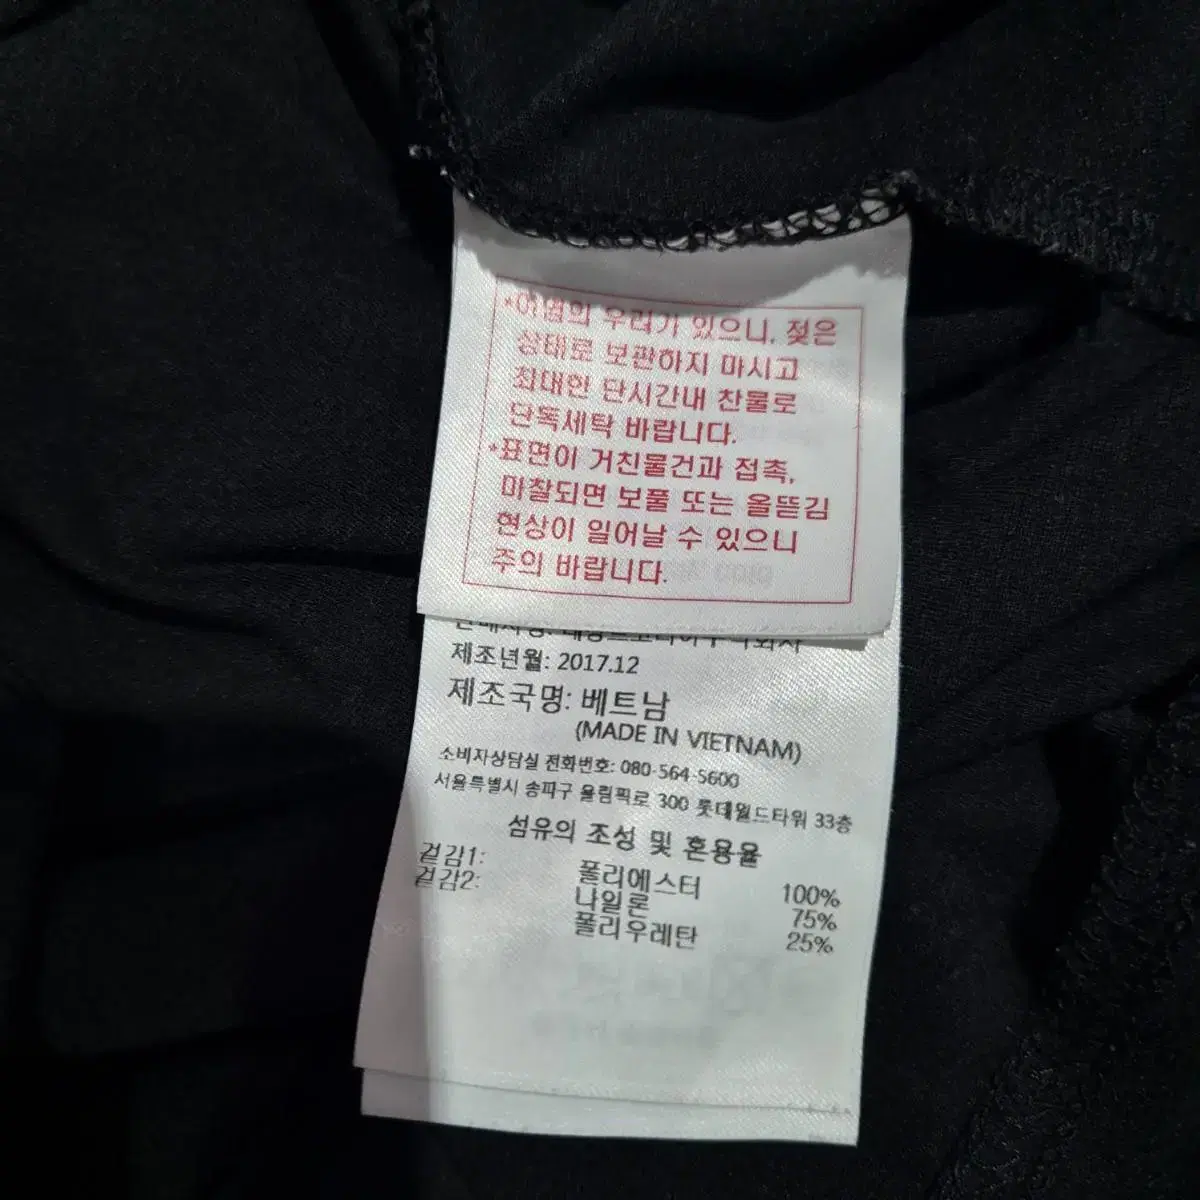 *이염의 우려가 있으니, 젖은
상태로 보관하지 마시고
최대한 단시간내 찬물로
단독세탁 바랍니다.
*표면이 거친물건과 접촉,
마찰되면 보풀 또는 올뜯김
현상이 일어날 수 있으니
주의 바랍니다.
제조년월: 2017.12
제조국명: 베트남
(MADE IN VIETNAM)
소비자상담실 전화번호: 080-564-5600
서울특별시 송파구 올림픽로 300 롯데월드타워 33층
섬유의 조성 및 혼용율
겉감1: 폴리에스터 100%
겉감2: 나일론 75%
폴리우레탄 25%